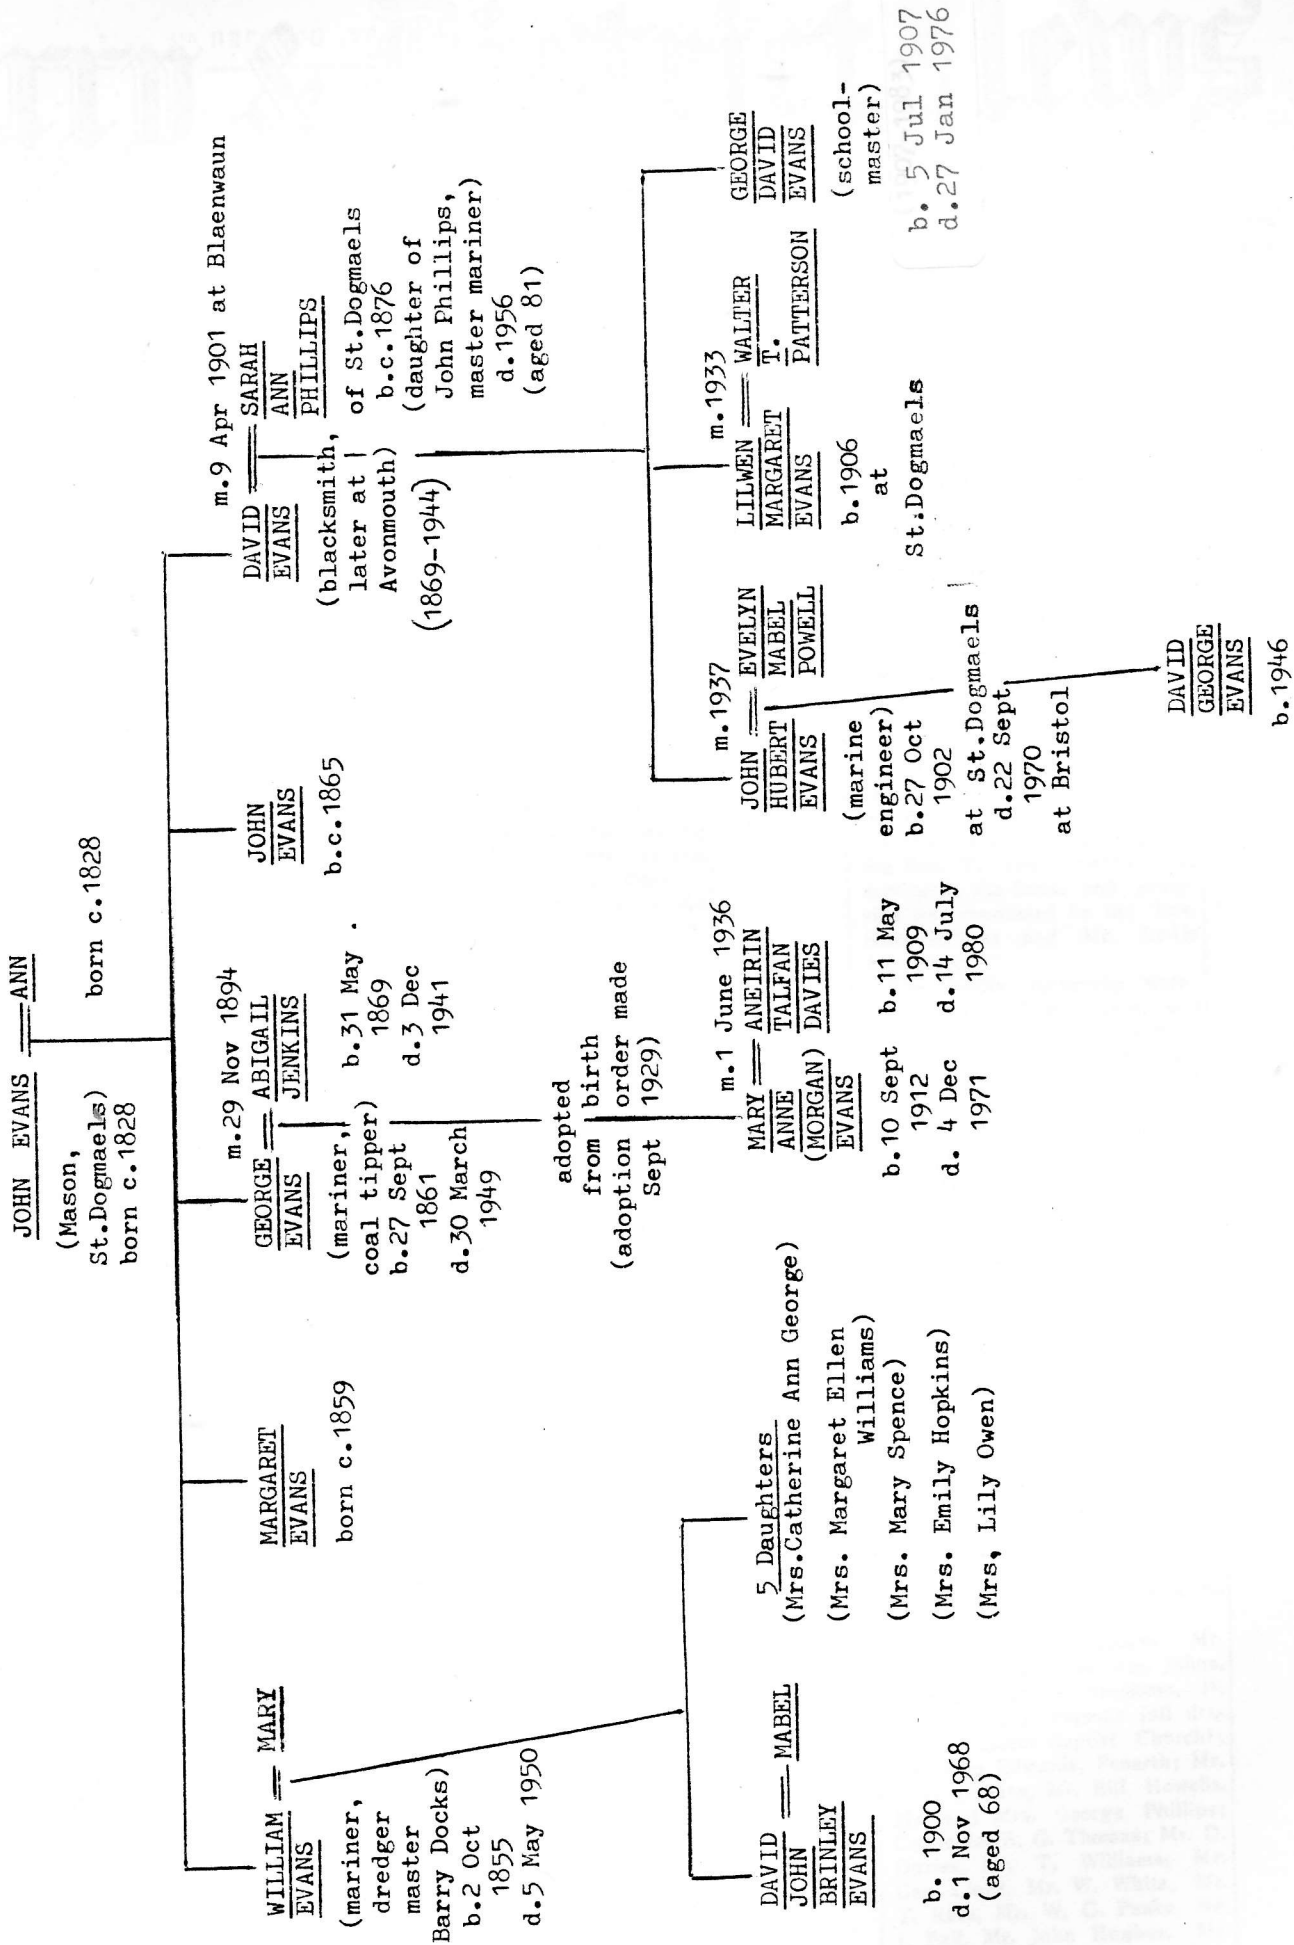 JOHN EVANS ══ ANN
(Mason,
St.Dogmaels)
born c.1828
born c.1828
WILLIAM ══ MARY
EVANS
(mariner,
dredger
master
Barry Docks)
b.2 Oct
1855
d.5 May 1950
MARGARET
EVANS
born c.1859
m.29 Nov 1894
GEORGE ══ ABIGAIL
EVANS
JENKINS
(mariner,
coal tipper)
b.27 Sept
1861
d.30 March
1949
b.31 May .
1869
d.3 Dec
1941
JOHN
EVANS
b.c.1865
m.9 Apr 1901 at Blaenwaun
DAVID ══ SARAH
EVANS
ANN
PHILLIPS
(blacksmith,
later at
Avonmouth)
(1869-1944)
of St.Dogmaels
b.c.1876
(daughter of
John Phillips,
master mariner)
d.1956
(aged 81)
DAVID ══ MABEL
JOHN
BRINLEY
EVANS
b. 1900
d.1 Nov 1968
(aged 68)
5 Daughters
(Mrs.Catherine Ann George)
(Mrs. Margaret Ellen
Williams)
(Mrs. Mary Spence)
(Mrs. Emily Hopkins)
(Mrs, Lily Owen)
adopted
from birth
(adoption order made
Sept 1929)
m.1 June 1936
MARY ══ ANEIRIN
ANNE TALFAN
(MORGAN) DAVIES
EVANS
b.10 Sept
1912
d. 4 Dec
1971
b.11 May
1909
d.14 July
1980
m.1937
JOHN ══ EVELYN
HUBERT MABEL
EVANS POWELL
(marine
engineer)
b.27 Oct
1902
at St.Dogmaels
d.22 Sept
1970
at Bristol
m.1933
LILWEN ══ WALTER
MARGARET T.
EVANS PATTERSON
b.1906
at
St.Dogmaels
GEORGE
DAVID
EVANS
(school-
master)
b. 5 Jul 1907
d.27 Jan 1976
DAVID
GEORGE
EVANS
b.1946